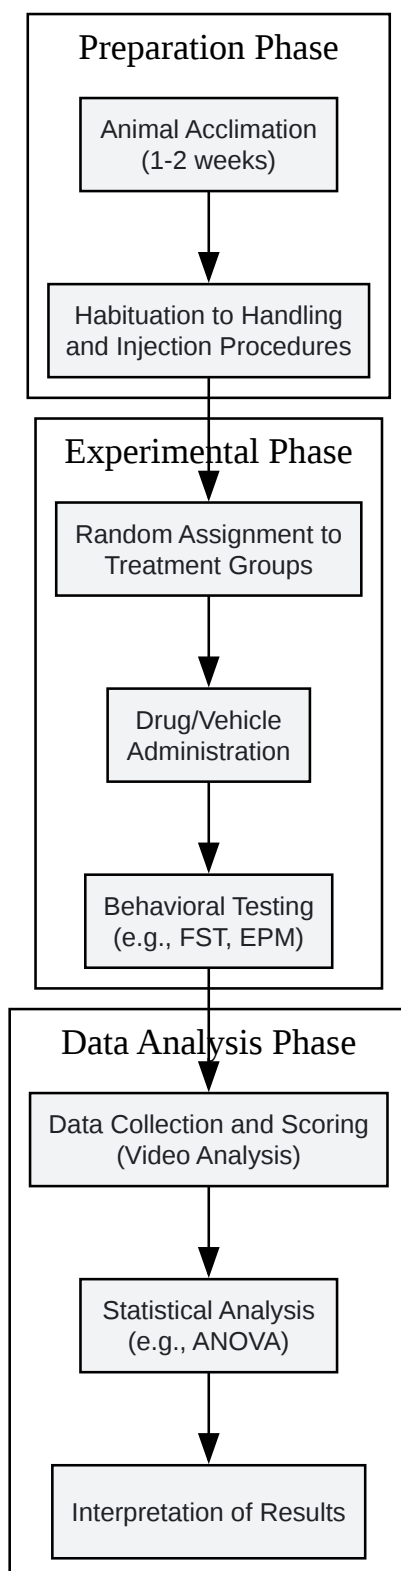 Preparation Phase
Animal Acclimation
(1-2 weeks)
Habituation to Handling
and Injection Procedures
Experimental Phase
Random Assignment to
Treatment Groups
Drug/Vehicle
Administration
Behavioral Testing
(e.g., FST, EPM)
Data Analysis Phase
Data Collection and Scoring
(Video Analysis)
Statistical Analysis
(e.g., ANOVA)
Interpretation of Results